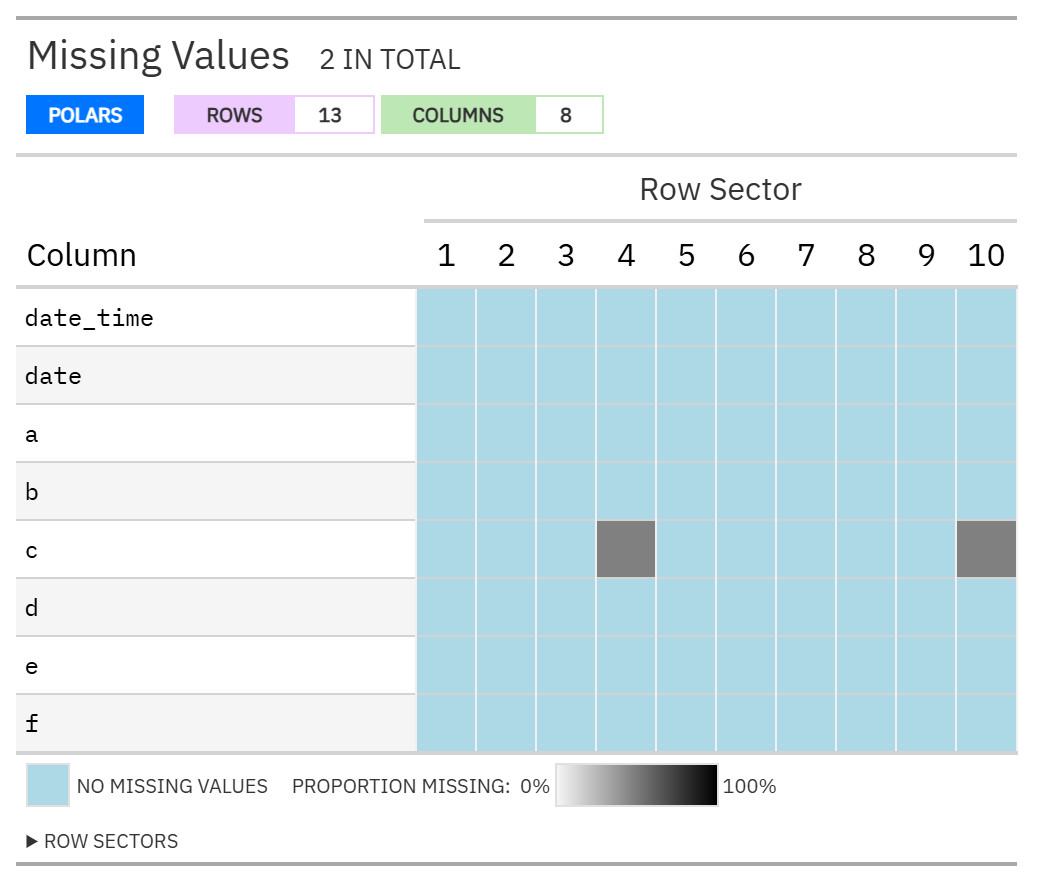 Missing Values 2 IN TOTAL
POLARS ROWS 13 COLUMNS 8
Row Sector
Column 1 2 3 4 5 6 7 8 9 10
date_time
date
a
b
c
d
e
f
NO MISSING VALUES PROPORTION MISSING: 0% 100%
▶ ROW SECTORS